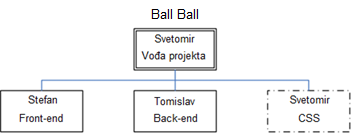 Ball Ball
Svetomir
Vođa projekta
Stefan
Front-end
Tomislav
Back-end
Svetomir
CSS